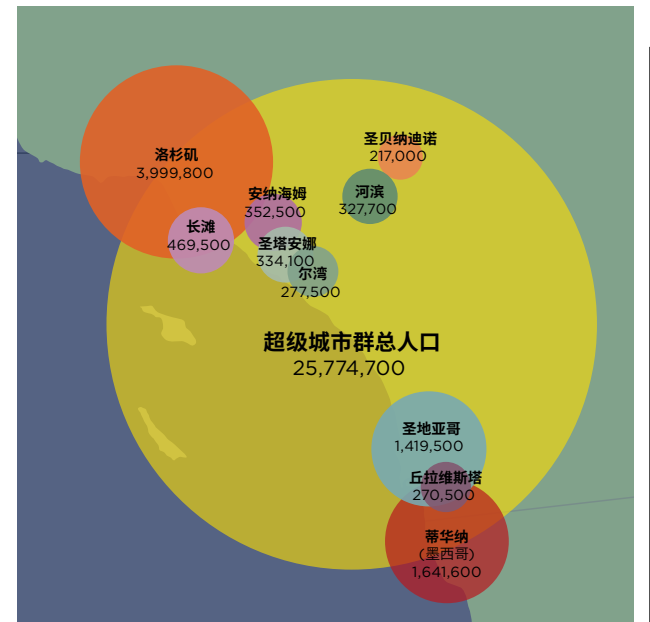 圣贝纳迪诺
217,000
洛杉矶
3,999,800
河滨
327,700
安纳海姆
352,500
长滩
469,500
圣塔安娜
334,100
尔湾
277,500
超级城市群总人口
25,774,700
圣地亚哥
1,419,500
丘拉维斯塔
270,500
蒂华纳
(墨西哥)
1,641,600